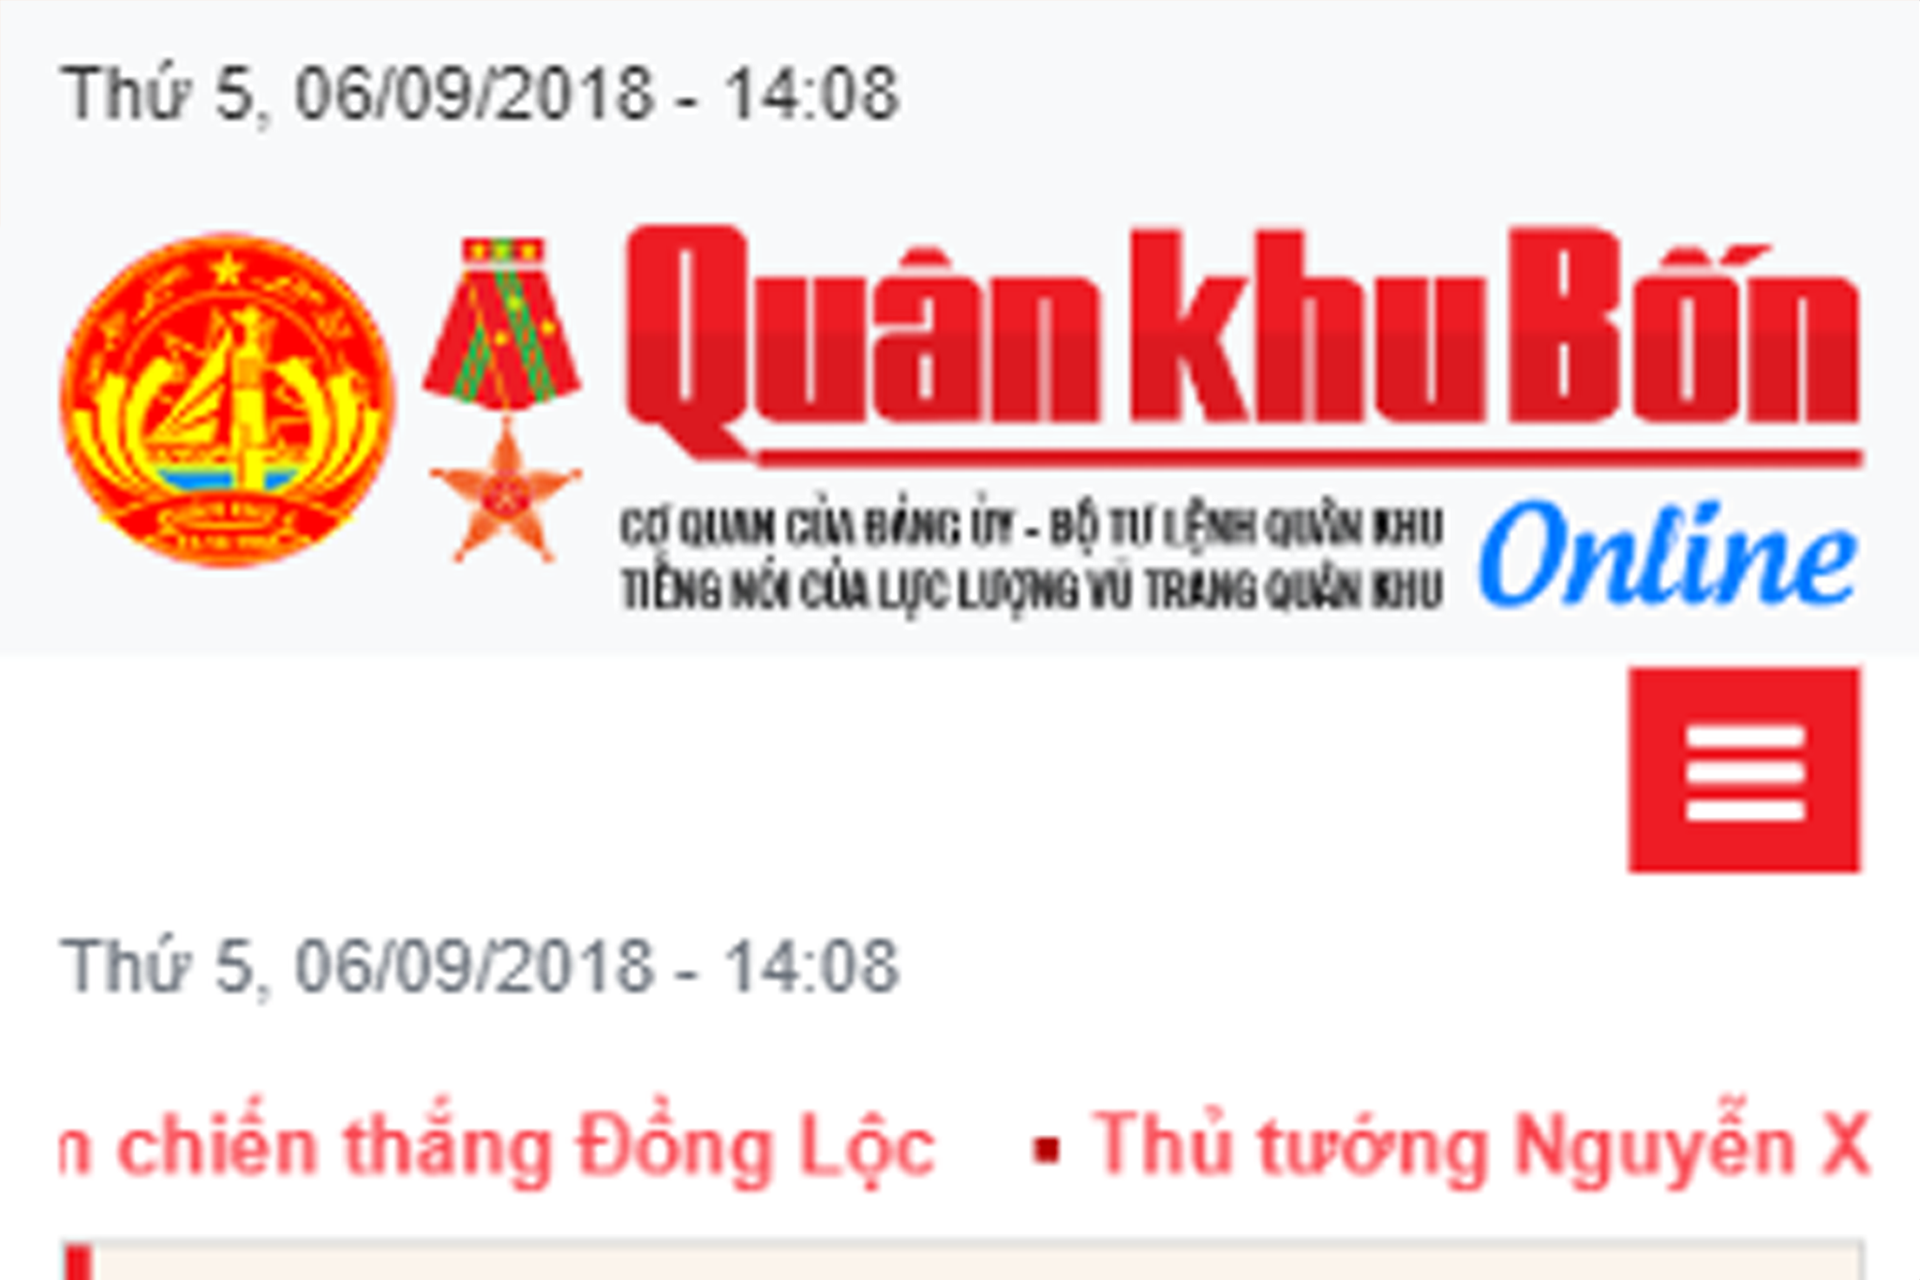 Thứ 5, 06/09/2018 - 14:08
Quân khu Bốn
CƠ QUAN CỦA ĐẢNG ỦY - BỘ TƯ LỆNH QUÂN KHU
TIẾNG NÓI CỦA LỰC LƯỢNG VŨ TRANG QUÂN KHU
Online
Thứ 5, 06/09/2018 - 14:08
n chiến thắng Đồng Lộc ▪ Thủ tướng Nguyễn X